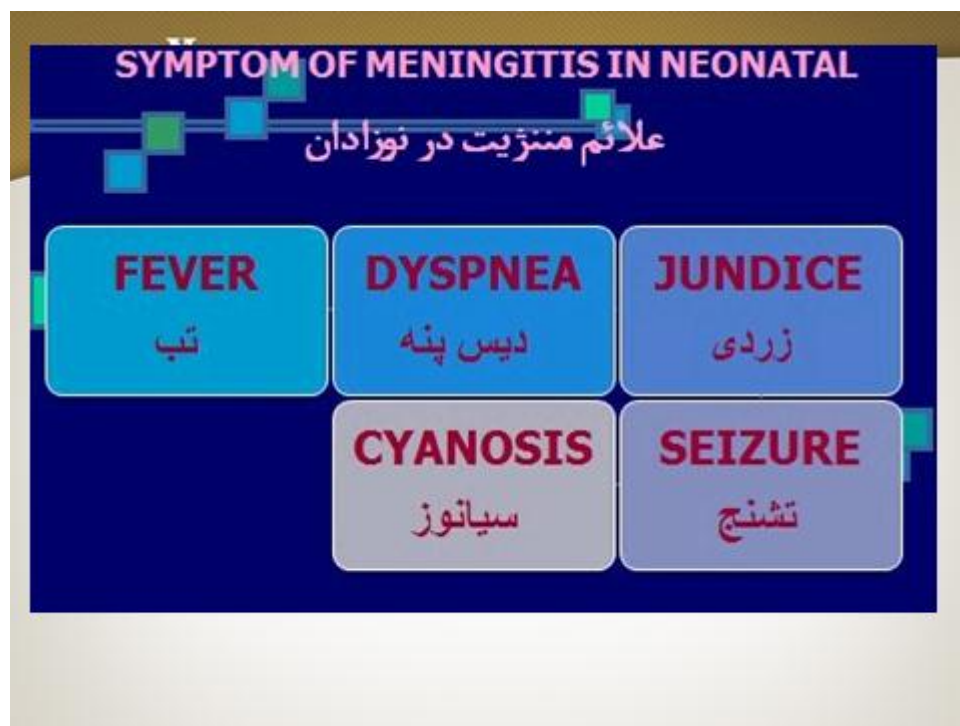 SYMPTOM OF MENINGITIS IN NEONATAL
علائم مننژیت در نوزادان
FEVER
تب
DYSPNEA
دیس پنه
JUNDICE
زردی
CYANOSIS
سیانوز
SEIZURE
تشنج